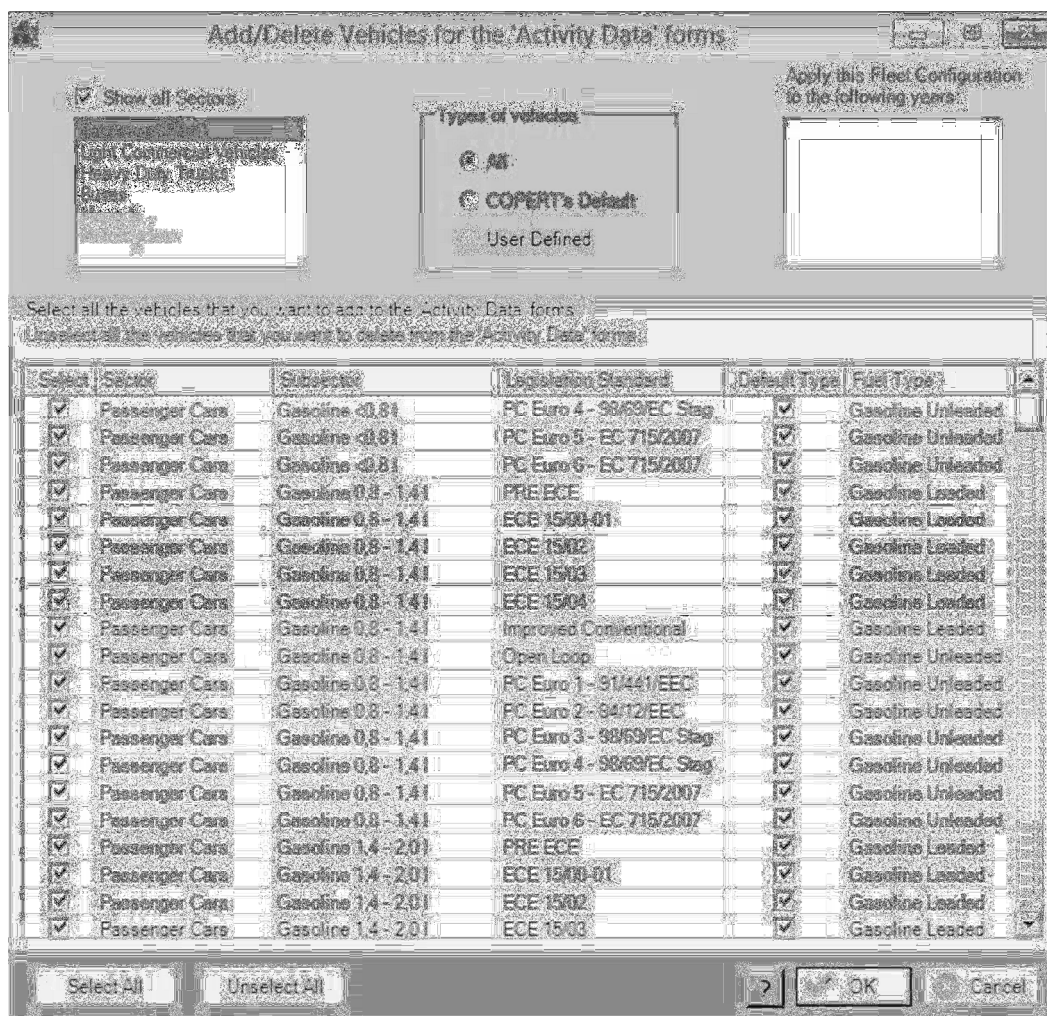 Add/Delete Vehicles for the 'Activity Data' forms
Show all Sectors
Light Commercial Vehicles
Heavy Duty Trucks
Buses
Types of vehicles
All
COPERT's Default
User Defined
Apply this Fleet Configuration
to the following years:
Select all the vehicles that you want to add to the 'Activity Data' forms
Unselect all the vehicles that you want to delete from the 'Activity Data' forms
Select Sector Subsector Legislation Standard Default Type Fuel Type
Passenger Cars Gasoline <0,8 l PC Euro 4 - 98/69/EC Stag Gasoline Unleaded
Passenger Cars Gasoline <0,8 l PC Euro 5 - EC 715/2007 Gasoline Unleaded
Passenger Cars Gasoline <0,8 l PC Euro 6 - EC 715/2007 Gasoline Unleaded
Passenger Cars Gasoline 0,8 - 1,4 l PRE ECE Gasoline Leaded
Passenger Cars Gasoline 0,8 - 1,4 l ECE 15/00-01 Gasoline Leaded
Passenger Cars Gasoline 0,8 - 1,4 l ECE 15/02 Gasoline Leaded
Passenger Cars Gasoline 0,8 - 1,4 l ECE 15/03 Gasoline Leaded
Passenger Cars Gasoline 0,8 - 1,4 l ECE 15/04 Gasoline Leaded
Passenger Cars Gasoline 0,8 - 1,4 l Improved Conventional Gasoline Leaded
Passenger Cars Gasoline 0,8 - 1,4 l Open Loop Gasoline Unleaded
Passenger Cars Gasoline 0,8 - 1,4 l PC Euro 1 - 91/441/EEC Gasoline Unleaded
Passenger Cars Gasoline 0,8 - 1,4 l PC Euro 2 - 94/12/EEC Gasoline Unleaded
Passenger Cars Gasoline 0,8 - 1,4 l PC Euro 3 - 98/69/EC Stag Gasoline Unleaded
Passenger Cars Gasoline 0,8 - 1,4 l PC Euro 4 - 98/69/EC Stag Gasoline Unleaded
Passenger Cars Gasoline 0,8 - 1,4 l PC Euro 5 - EC 715/2007 Gasoline Unleaded
Passenger Cars Gasoline 0,8 - 1,4 l PC Euro 6 - EC 715/2007 Gasoline Unleaded
Passenger Cars Gasoline 1,4 - 2,0 l PRE ECE Gasoline Leaded
Passenger Cars Gasoline 1,4 - 2,0 l ECE 15/00-01 Gasoline Leaded
Passenger Cars Gasoline 1,4 - 2,0 l ECE 15/02 Gasoline Leaded
Passenger Cars Gasoline 1,4 - 2,0 l ECE 15/03 Gasoline Leaded
Select All Unselect All ? OK Cancel